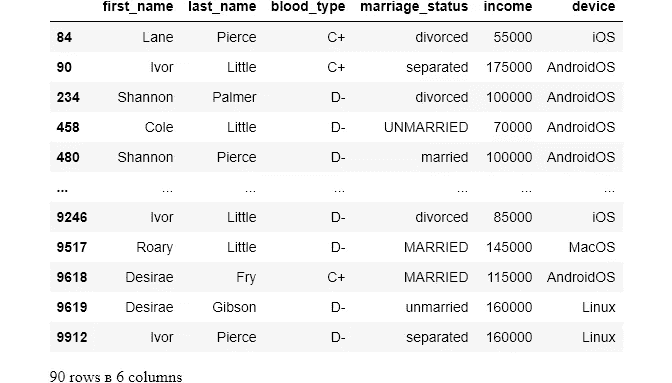 first_name last_name blood_type marriage_status income device
84 Lane Pierce C+ divorced 55000 iOS
90 Ivor Little C+ separated 175000 AndroidOS
234 Shannon Palmer D- divorced 100000 AndroidOS
458 Cole Little D- UNMARRIED 70000 AndroidOS
480 Shannon Pierce D- married 100000 AndroidOS
... ... ... ... ... ... ...
9246 Ivor Little D- divorced 85000 iOS
9517 Roary Little D- MARRIED 145000 MacOS
9618 Desirae Fry C+ MARRIED 115000 AndroidOS
9619 Desirae Gibson D- unmarried 160000 Linux
9912 Ivor Pierce D- separated 160000 Linux
90 rows в 6 columns